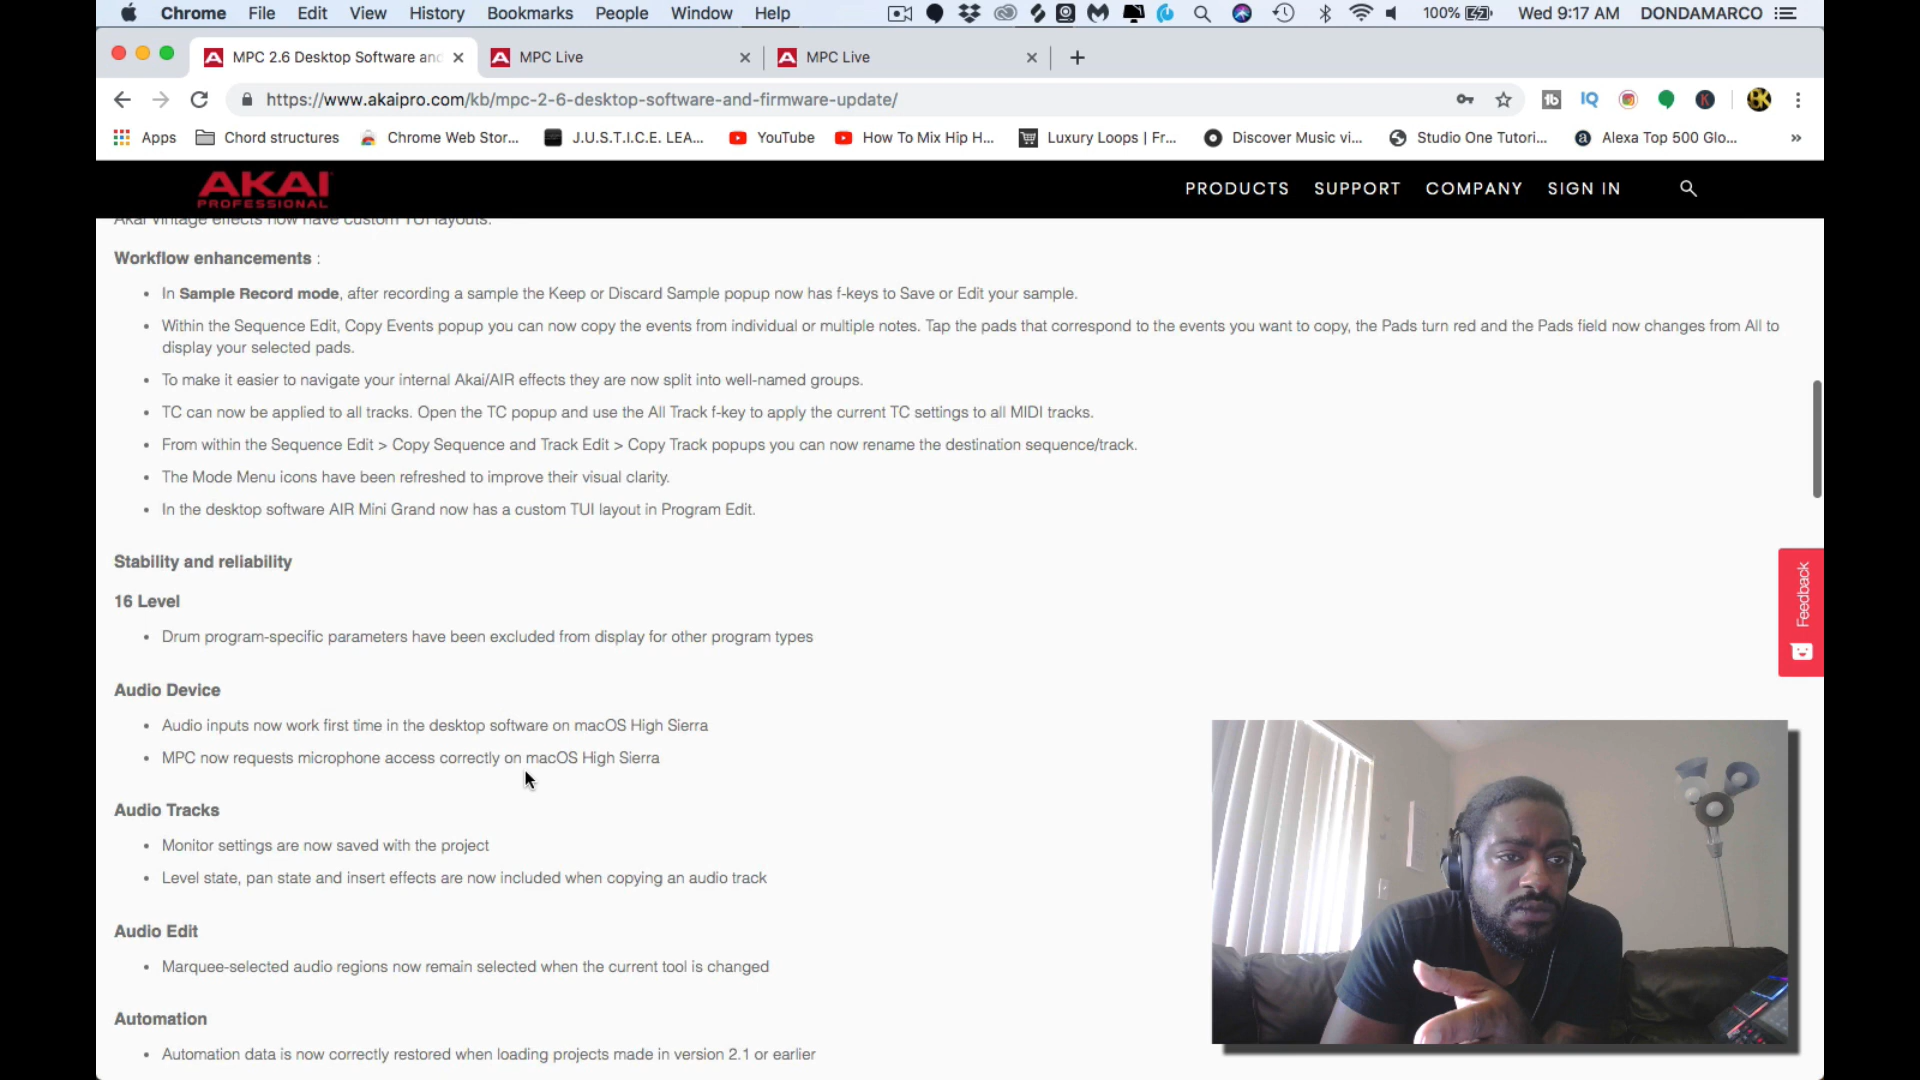 Chrome File Edit View History Bookmarks People Window Help 100% Wed 9:17 AM DONDAMARCO
MPC 2.6 Desktop Software and MPC Live MPC Live
https://www.akaipro.com/kb/mpc-2-6-desktop-software-and-firmware-update/
Apps Chord structures Chrome Web Stor... J.U.S.T.I.C.E. LEA... YouTube How To Mix Hip H... Luxury Loops | Fr... Discover Music vi... Studio One Tutori... Alexa Top 500 Glo... »
AKAI
PROFESSIONAL
PRODUCTS SUPPORT COMPANY SIGN IN
Akai Vintage effects now have custom TUI layouts.
Workflow enhancements :
• In Sample Record mode, after recording a sample the Keep or Discard Sample popup now has f-keys to Save or Edit your sample.
• Within the Sequence Edit, Copy Events popup you can now copy the events from individual or multiple notes. Tap the pads that correspond to the events you want to copy, the Pads turn red and the Pads field now changes from All to
display your selected pads.
• To make it easier to navigate your internal Akai/AIR effects they are now split into well-named groups.
• TC can now be applied to all tracks. Open the TC popup and use the All Track f-key to apply the current TC settings to all MIDI tracks.
• From within the Sequence Edit > Copy Sequence and Track Edit > Copy Track popups you can now rename the destination sequence/track.
• The Mode Menu icons have been refreshed to improve their visual clarity.
• In the desktop software AIR Mini Grand now has a custom TUI layout in Program Edit.
Stability and reliability
16 Level
• Drum program-specific parameters have been excluded from display for other program types
Audio Device
• Audio inputs now work first time in the desktop software on macOS High Sierra
• MPC now requests microphone access correctly on macOS High Sierra
Audio Tracks
• Monitor settings are now saved with the project
• Level state, pan state and insert effects are now included when copying an audio track
Audio Edit
• Marquee-selected audio regions now remain selected when the current tool is changed
Automation
• Automation data is now correctly restored when loading projects made in version 2.1 or earlier
Feedback